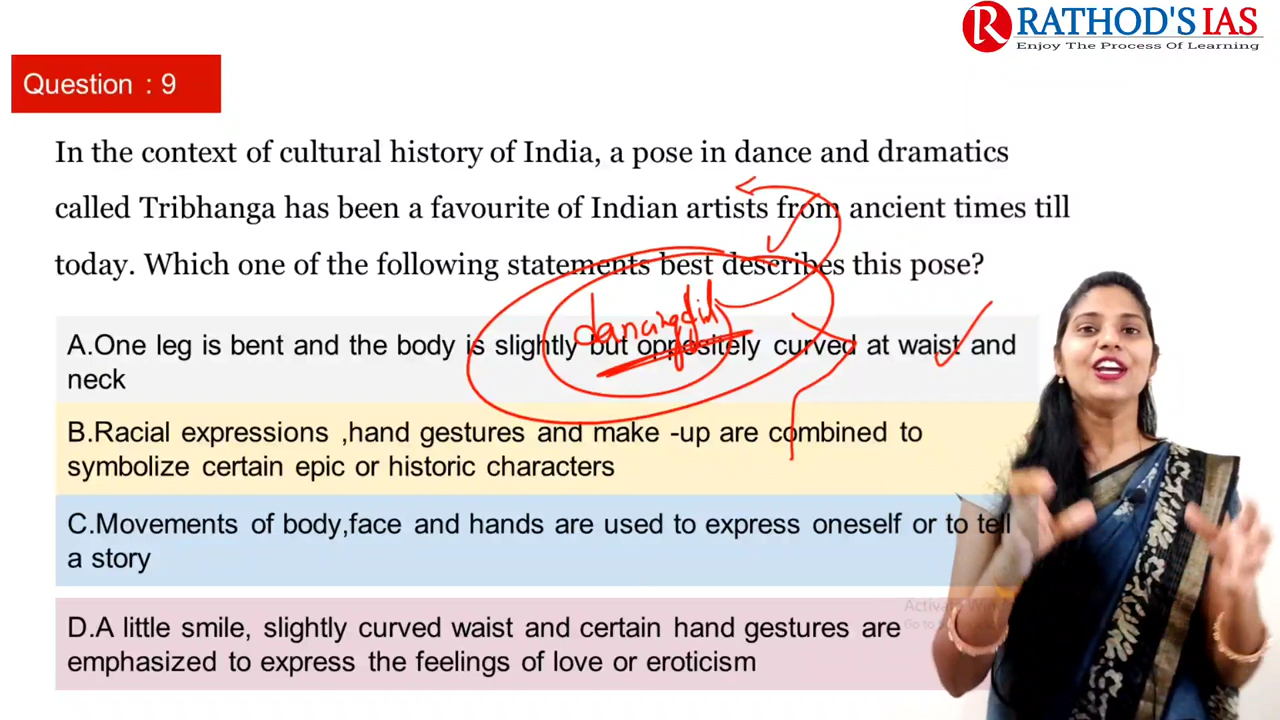 RATHOD'S IAS
Enjoy The Process Of Learning
Question : 9
In the context of cultural history of India, a pose in dance and dramatics
called Tribhanga has been a favourite of Indian artists from ancient times till
today. Which one of the following statements best describes this pose?
dancing girl
A.One leg is bent and the body is slightly but oppositely curved at waist and
neck
B.Racial expressions ,hand gestures and make -up are combined to
symbolize certain epic or historic characters
C.Movements of body,face and hands are used to express oneself or to tell
a story
D.A little smile, slightly curved waist and certain hand gestures are
emphasized to express the feelings of love or eroticism